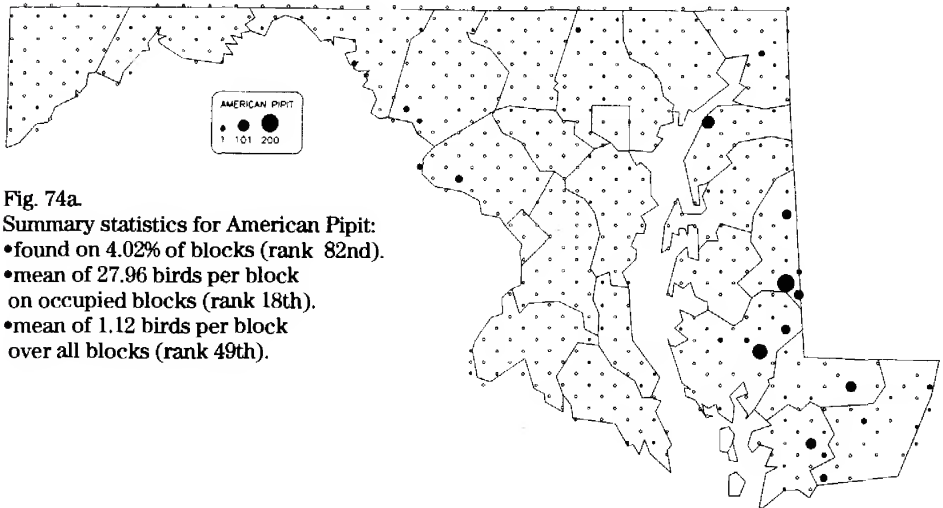 AMERICAN PIPIT
1 101 200
Fig. 74a.
Summary statistics for American Pipit:
•found on 4.02% of blocks (rank 82nd).
•mean of 27.96 birds per block
on occupied blocks (rank 18th).
•mean of 1.12 birds per block
over all blocks (rank 49th).